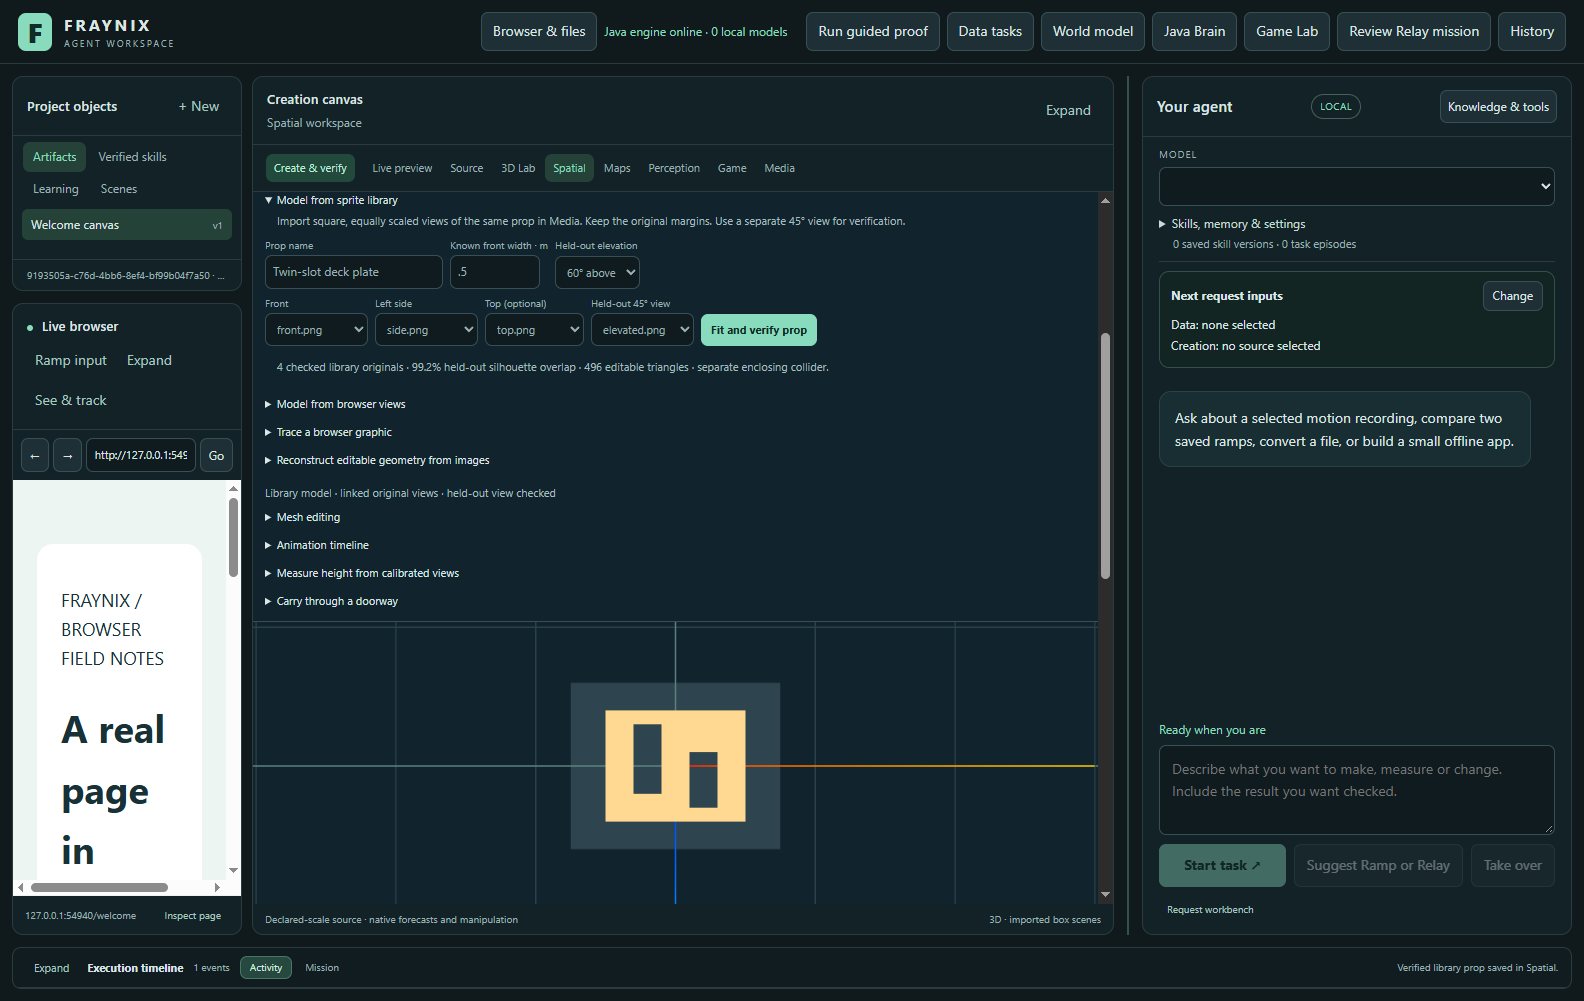 F
FRAYNIX
AGENT WORKSPACE
Browser & files
Java engine online · 0 local models
Run guided proof
Data tasks
World model
Java Brain
Game Lab
Review Relay mission
History
Project objects
+ New
Artifacts
Verified skills
Learning
Scenes
Welcome canvas
v1
9193505a-c76d-4bb6-8ef4-bf99b04f7a50 · ...
Live browser
Ramp input
Expand
See & track
←
→
http://127.0.0.1:549
Go
FRAYNIX /
BROWSER
FIELD NOTES
A real
page
in
127.0.0.1:54940/welcome
Inspect page
Creation canvas
Spatial workspace
Expand
Create & verify
Live preview
Source
3D Lab
Spatial
Maps
Perception
Game
Media
▼ Model from sprite library
Import square, equally scaled views of the same prop in Media. Keep the original margins. Use a separate 45° view for verification.
Prop name
Known front width · m
Held-out elevation
Twin-slot deck plate
.5
60° above
Front
Left side
Top (optional)
Held-out 45° view
front.png
side.png
top.png
elevated.png
Fit and verify prop
4 checked library originals · 99.2% held-out silhouette overlap · 496 editable triangles · separate enclosing collider.
▶ Model from browser views
▶ Trace a browser graphic
▶ Reconstruct editable geometry from images
Library model · linked original views · held-out view checked
▶ Mesh editing
▶ Animation timeline
▶ Measure height from calibrated views
▶ Carry through a doorway
Declared-scale source · native forecasts and manipulation
3D · imported box scenes
Your agent
LOCAL
Knowledge & tools
MODEL
▶ Skills, memory & settings
0 saved skill versions · 0 task episodes
Next request inputs
Change
Data: none selected
Creation: no source selected
Ask about a selected motion recording, compare two
saved ramps, convert a file, or build a small offline app.
Ready when you are
Describe what you want to make, measure or change.
Include the result you want checked.
Start task ↗
Suggest Ramp or Relay
Take over
Request workbench
Expand
Execution timeline
1 events
Activity
Mission
Verified library prop saved in Spatial.